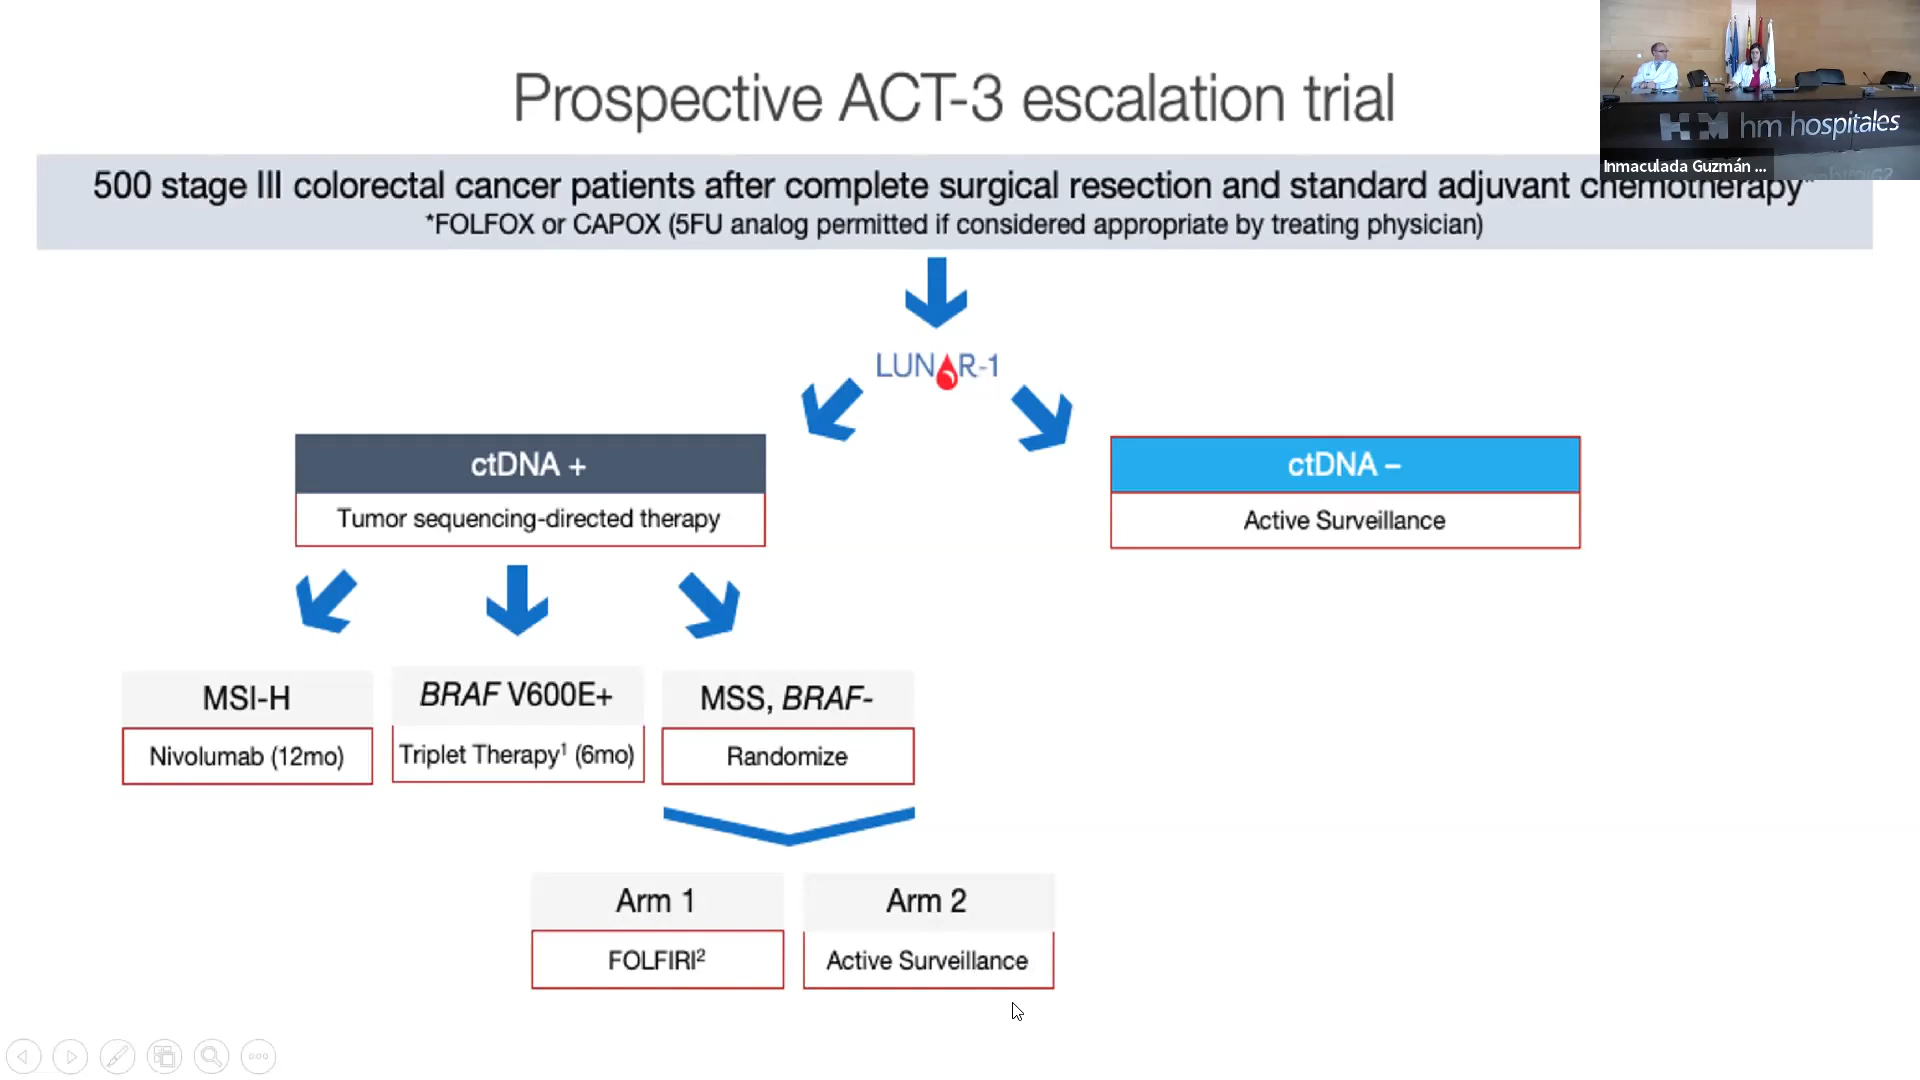 Prospective ACT-3 escalation trial
hm hospitales
Inmaculada Guzmán ...
500 stage III colorectal cancer patients after complete surgical resection and standard adjuvant chemotherapy*
*FOLFOX or CAPOX (5FU analog permitted if considered appropriate by treating physician)
LUNAR-1
ctDNA +
Tumor sequencing-directed therapy
ctDNA –
Active Surveillance
MSI-H
Nivolumab (12mo)
BRAF V600E+
Triplet Therapy¹ (6mo)
MSS, BRAF-
Randomize
Arm 1
FOLFIRI²
Arm 2
Active Surveillance